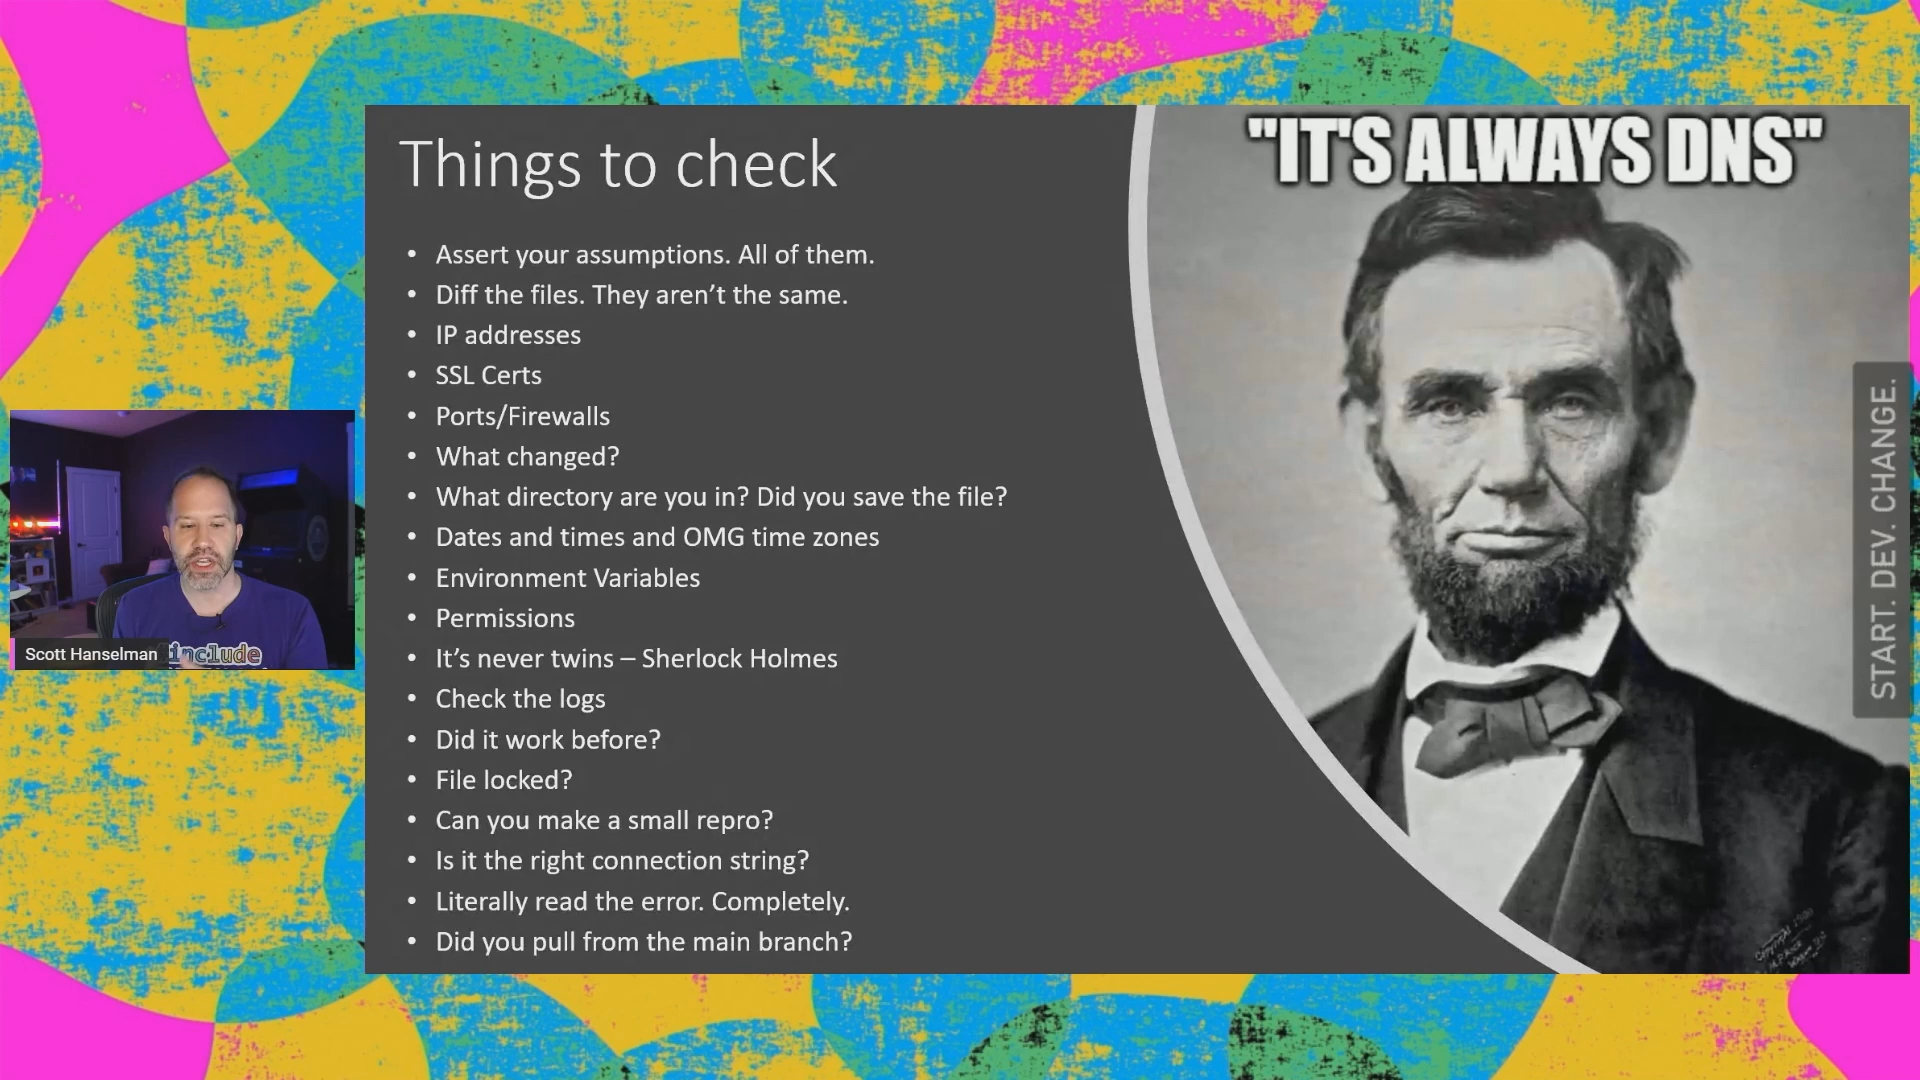 Things to check
"IT'S ALWAYS DNS"
Assert your assumptions. All of them.
Diff the files. They aren’t the same.
IP addresses
SSL Certs
Ports/Firewalls
What changed?
What directory are you in? Did you save the file?
Dates and times and OMG time zones
Environment Variables
Permissions
It’s never twins – Sherlock Holmes
Check the logs
Did it work before?
File locked?
Can you make a small repro?
Is it the right connection string?
Literally read the error. Completely.
Did you pull from the main branch?
START. DEV. CHANGE.
Scott Hanselman
#include